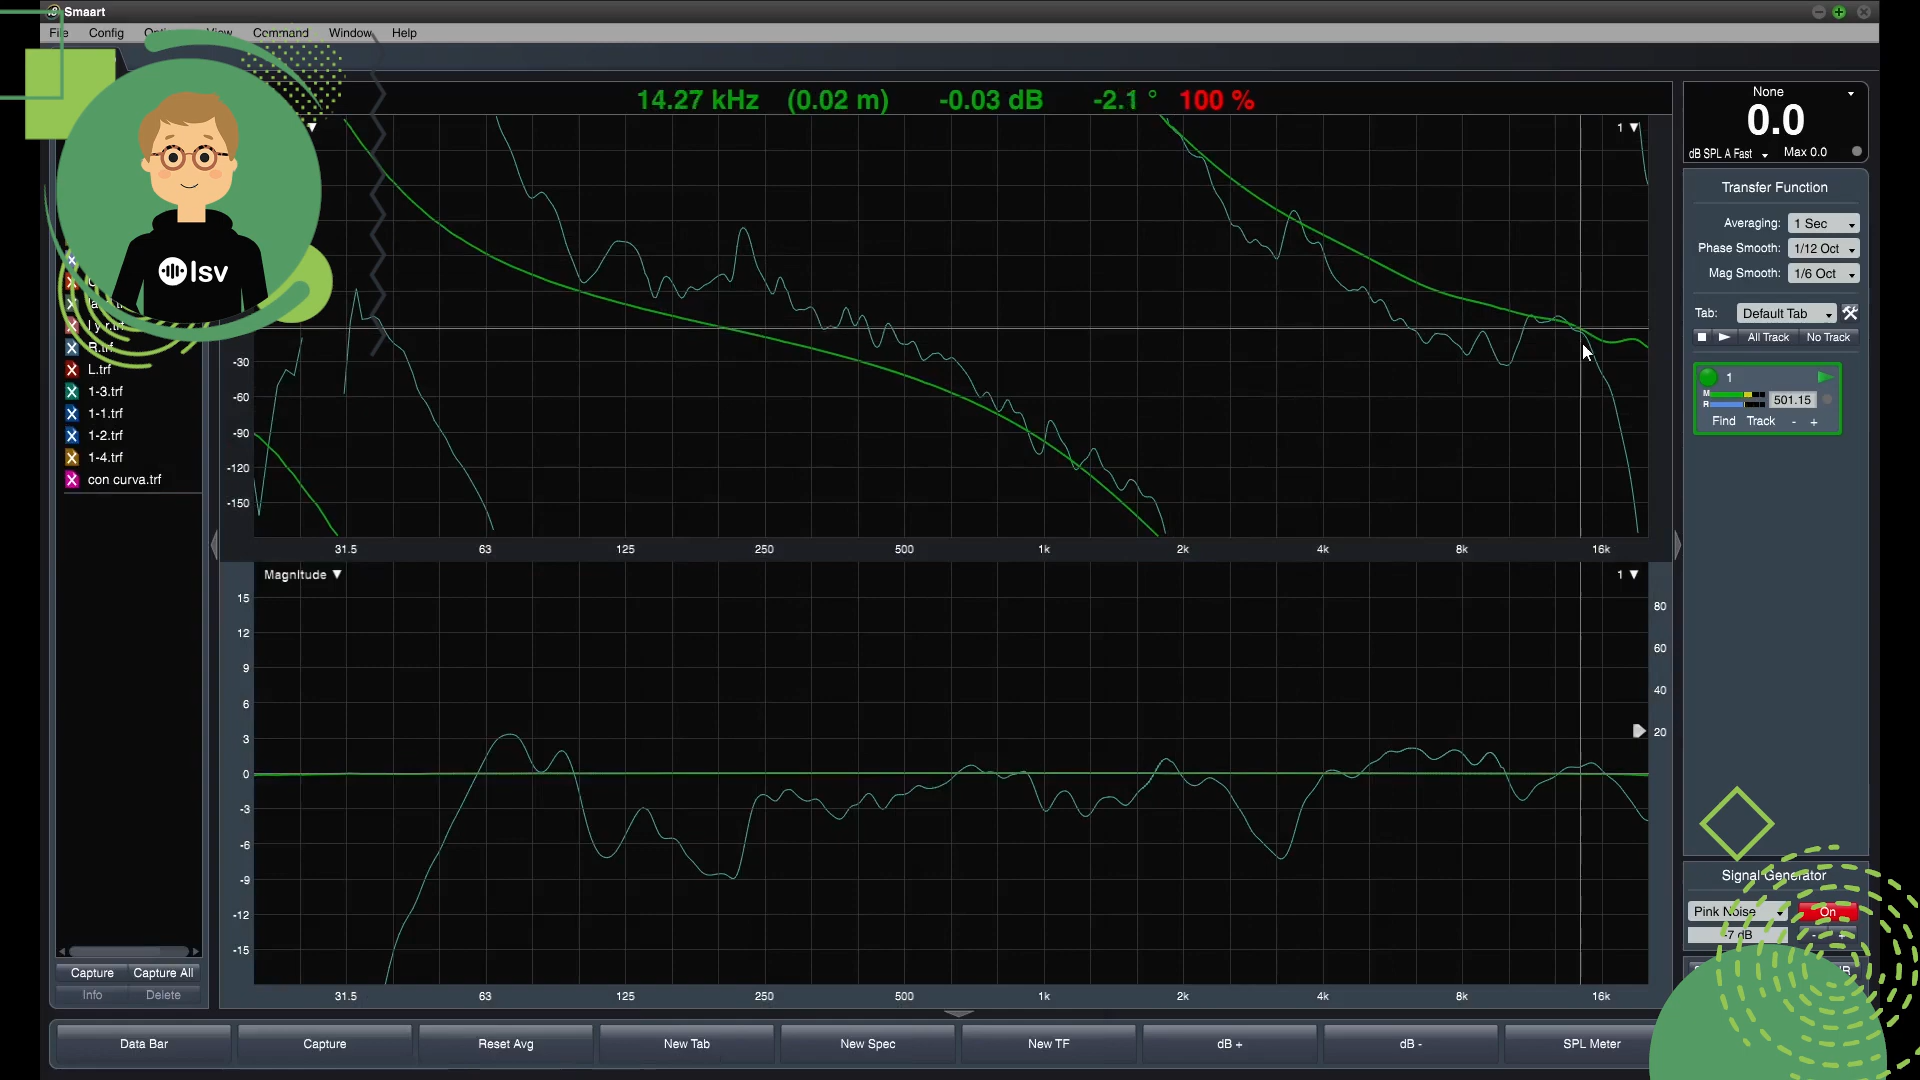 Smaart
File Config View Command Window Help
14.27 kHz (0.02 m) -0.03 dB -2.1 ° 100 %
1
-30
-60
-90
-120
-150
31.5 63 125 250 500 1k 2k 4k 8k 16k
Magnitude
1
15
12
9
6
3
0
-3
-6
-9
-12
-15
80
60
40
20
31.5 63 125 250 500 1k 2k 4k 8k 16k
lsv
l y r.trf
R.trf
L.trf
1-3.trf
1-1.trf
1-2.trf
1-4.trf
con curva.trf
Capture Capture All
Info Delete
None
0.0
dB SPL A Fast Max 0.0
Transfer Function
Averaging: 1 Sec
Phase Smooth: 1/12 Oct
Mag Smooth: 1/6 Oct
Tab: Default Tab
All Track No Track
1
M
R
501.15
Find Track - +
Signal Generator
Pink Noise On
-7 dB - +
Data Bar Capture Reset Avg New Tab New Spec New TF dB + dB - SPL Meter